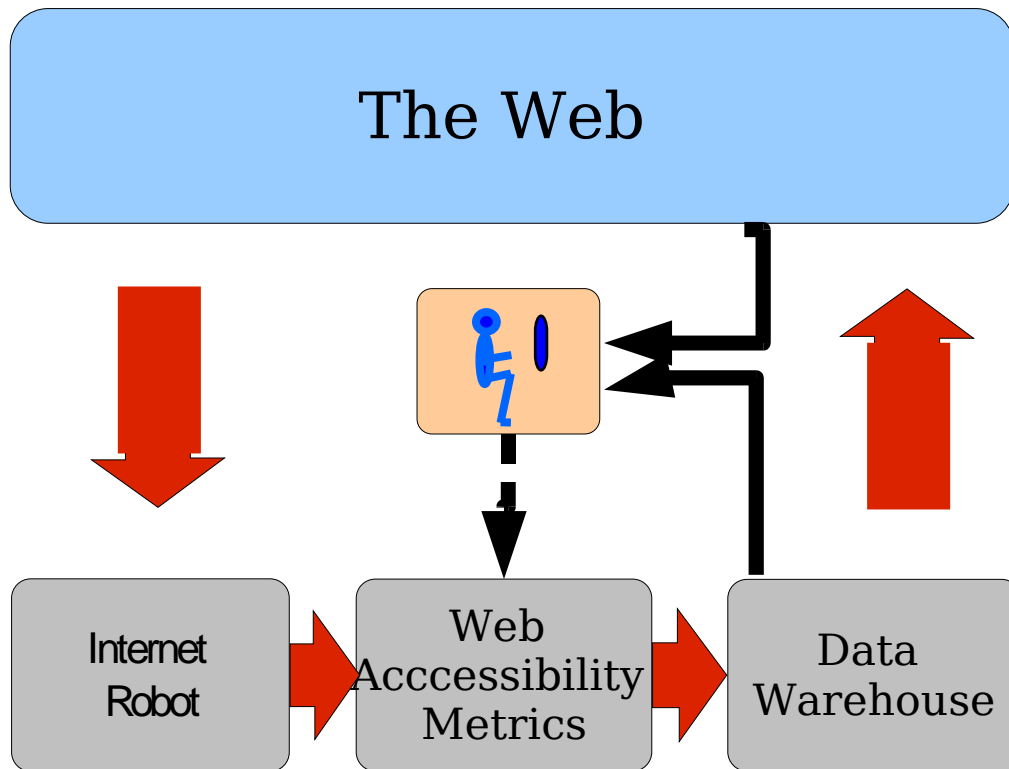 The Web
Internet
Robot
Web
Acccessibility
Metrics
Data
Warehouse